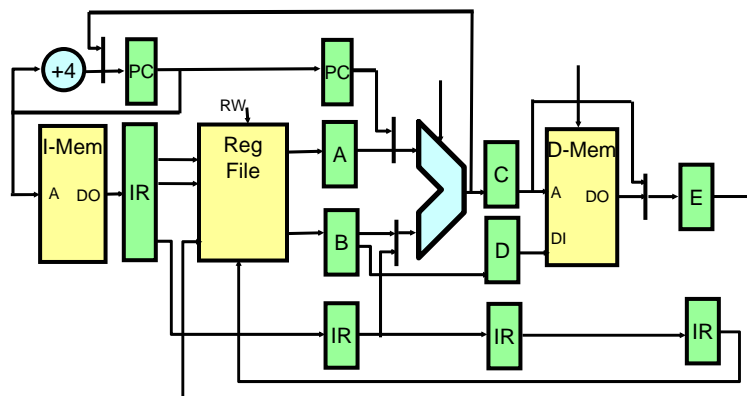 +4
PC
PC
RW
I-Mem
A
DO
IR
Reg
File
A
B
C
D
D-Mem
A
DO
DI
E
IR
IR
IR